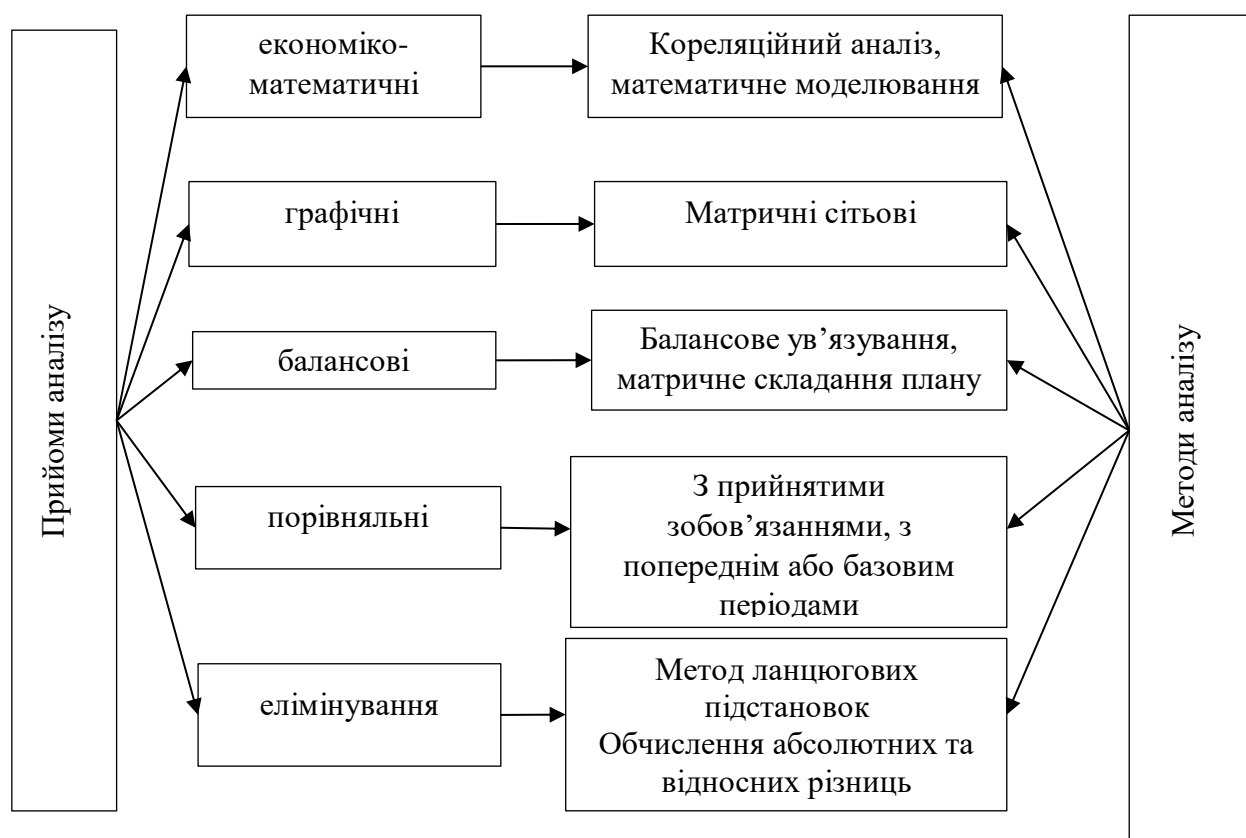 Прийоми аналізу
економіко-
математичні
Кореляційний аналіз,
математичне моделювання
графічні
Матричні сітьові
балансові
Балансове ув’язування,
матричне складання плану
порівняльні
З прийнятими
зобов’язаннями, з
попереднім або базовим
періодами
елімінування
Метод ланцюгових
підстановок
Обчислення абсолютних та
відносних різниць
Методи аналізу